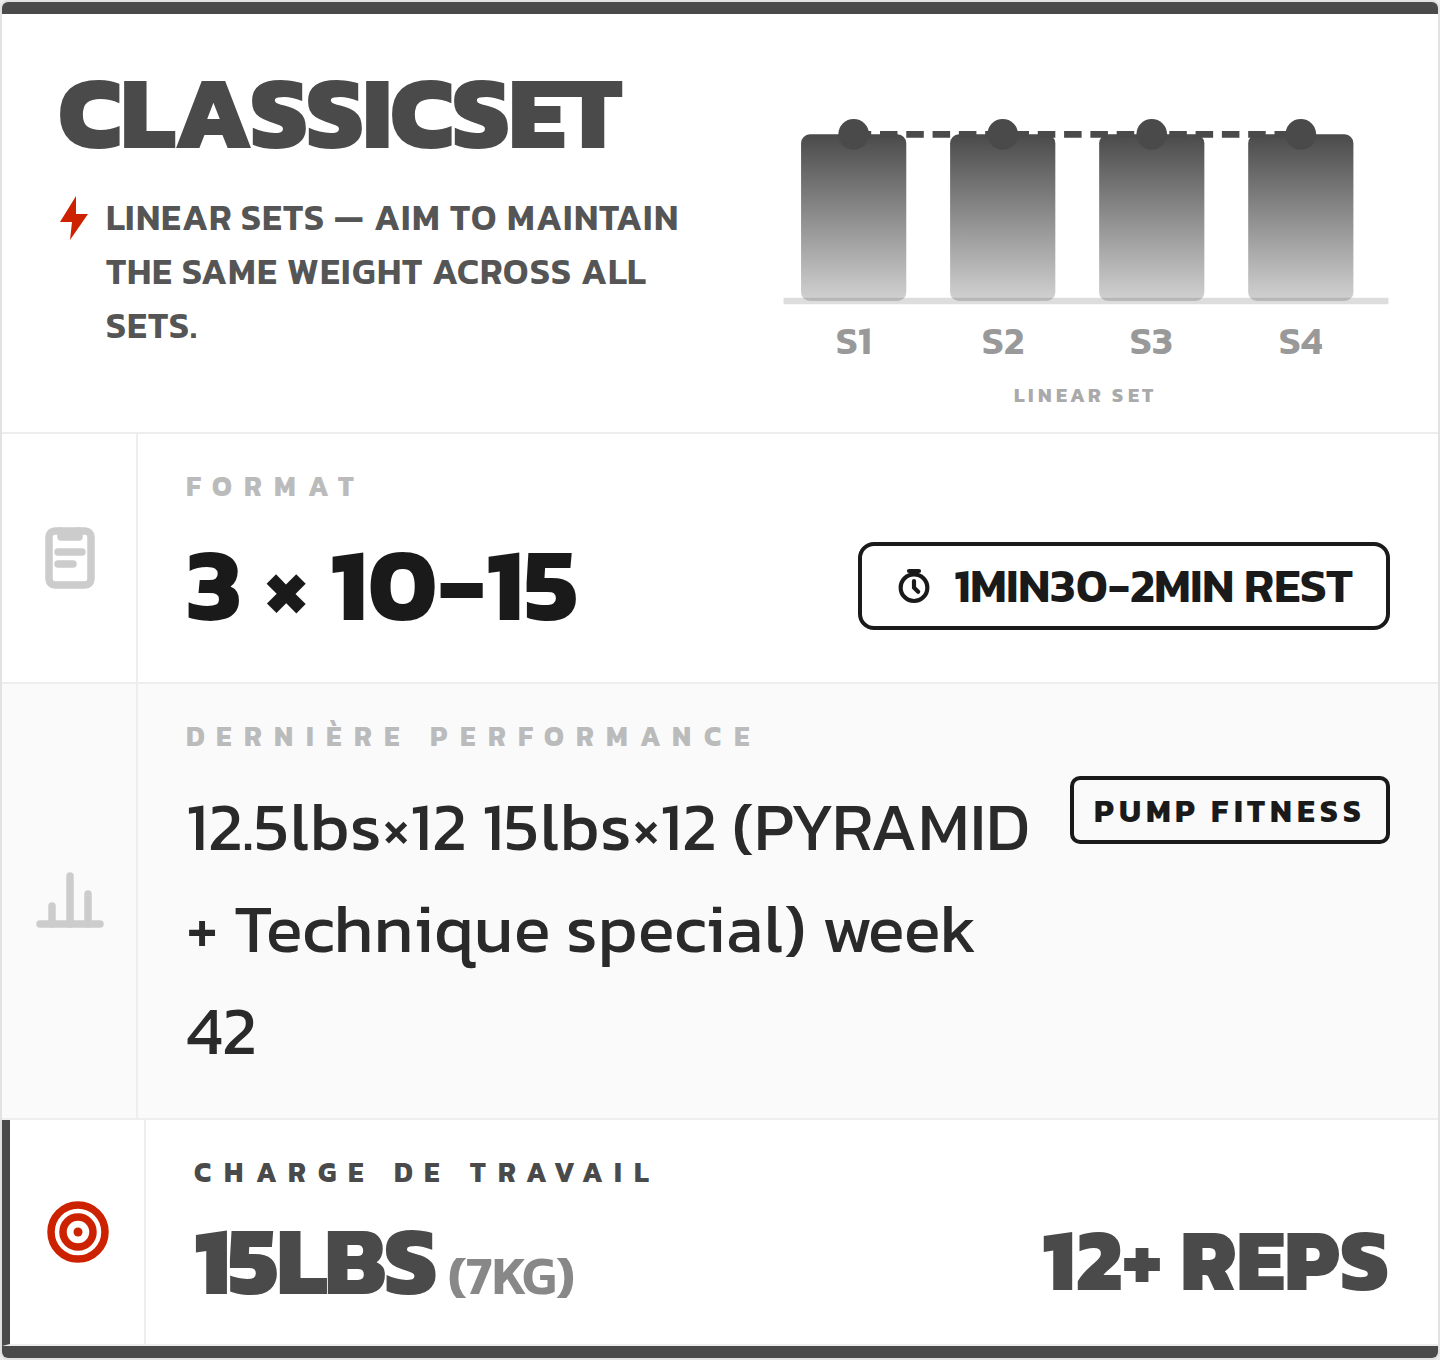 CLASSICSET
LINEAR SETS — AIM TO MAINTAIN
THE SAME WEIGHT ACROSS ALL
SETS.
S1 S2 S3 S4
LINEAR SET
FORMAT
3 × 10–15
1MIN30–2MIN REST
DERNIÈRE PERFORMANCE
12.5lbs×12 15lbs×12 (PYRAMID
+ Technique special) week
42
PUMP FITNESS
CHARGE DE TRAVAIL
15LBS (7KG)
12+ REPS